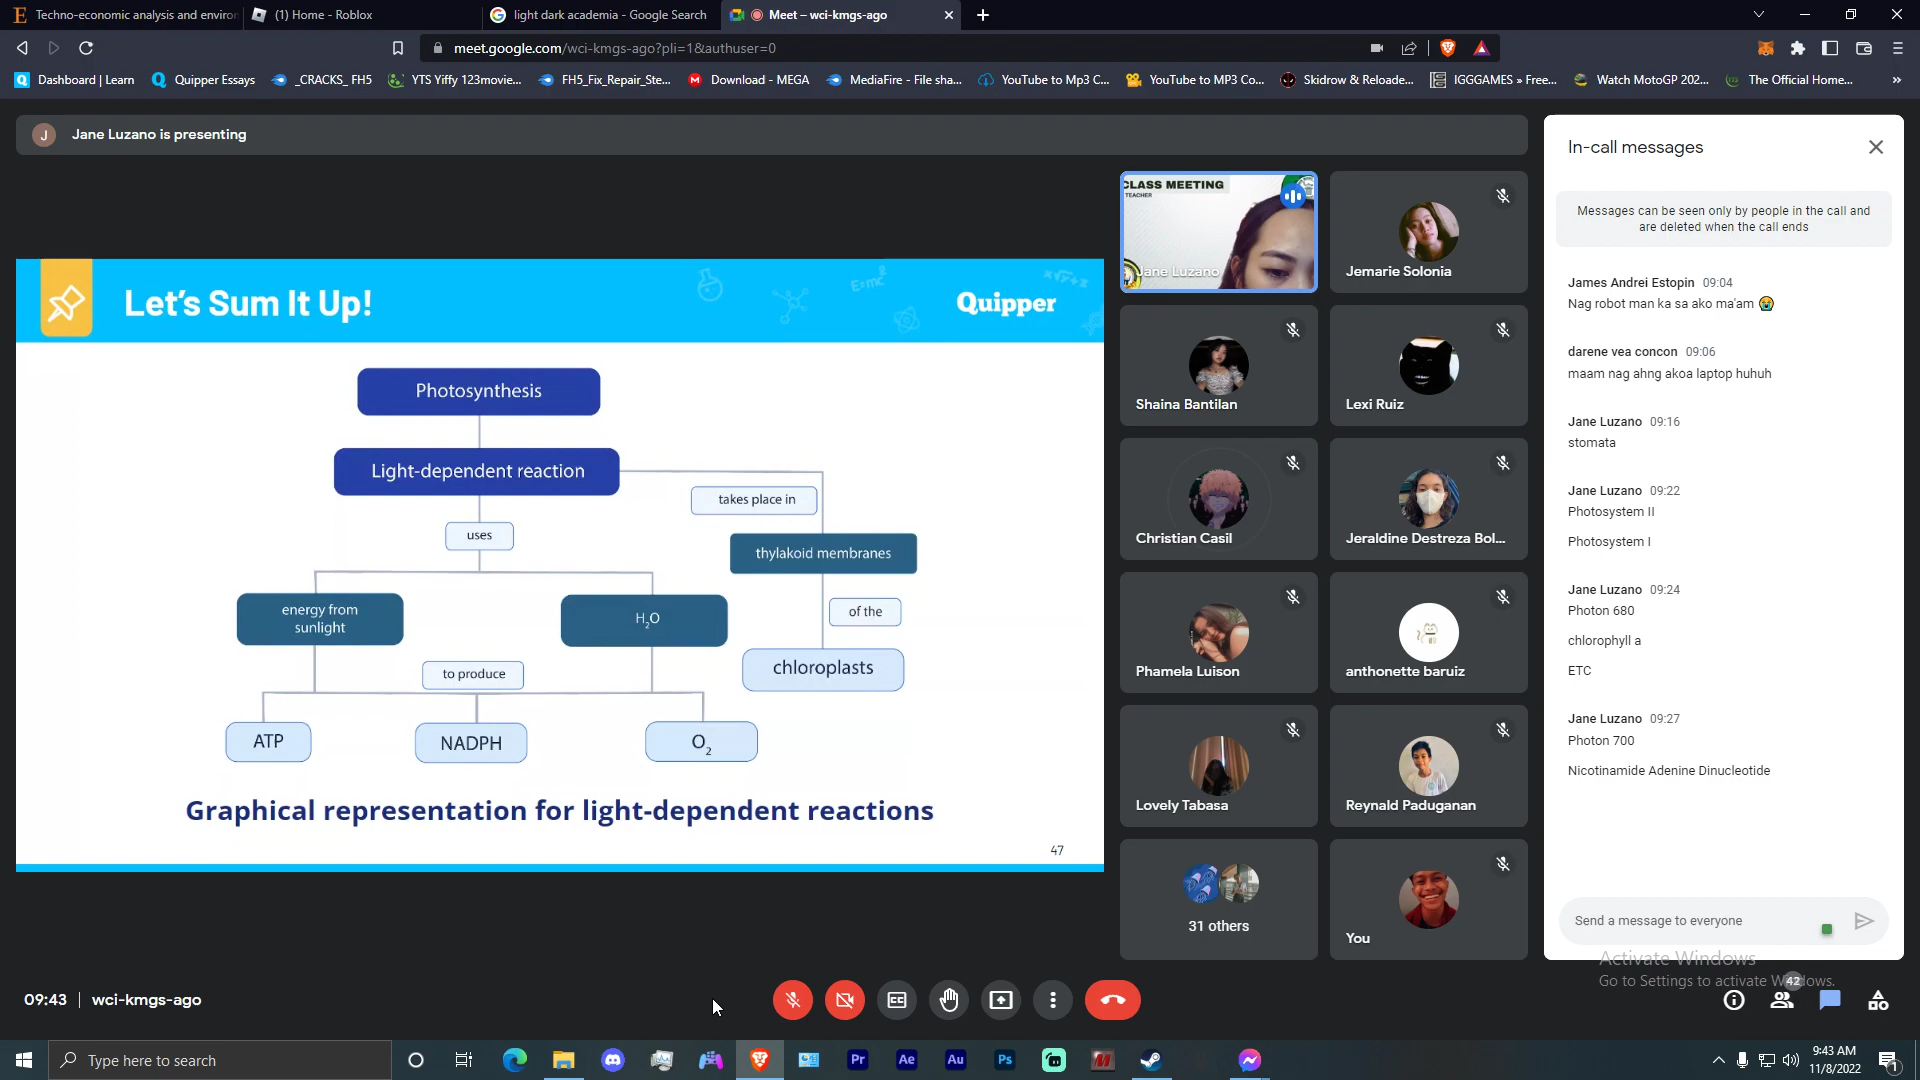 Techno-economic analysis and environ
(1) Home - Roblox
light dark academia - Google Search
Meet – wci-kmgs-ago
meet.google.com/wci-kmgs-ago?pli=1&authuser=0
Dashboard | Learn
Quipper Essays
_CRACKS_ FH5
YTS Yiffy 123movie...
FH5_Fix_Repair_Ste...
Download - MEGA
MediaFire - File sha...
YouTube to Mp3 C...
YouTube to MP3 Co...
Skidrow & Reloade...
IGGGAMES » Free...
Watch MotoGP 202...
The Official Home...
»
J
Jane Luzano is presenting
Let's Sum It Up!
E=mc²
Quipper
Photosynthesis
Light-dependent reaction
takes place in
uses
thylakoid membranes
energy from
sunlight
H₂O
of the
to produce
chloroplasts
ATP
NADPH
O₂
Graphical representation for light-dependent reactions
47
CLASS MEETING
TEACHER
Jane Luzano
Jemarie Solonia
Shaina Bantilan
Lexi Ruiz
Christian Casil
Jeraldine Destreza Bol...
Phamela Luison
anthonette baruiz
Lovely Tabasa
Reynald Paduganan
31 others
You
In-call messages
Messages can be seen only by people in the call and
are deleted when the call ends
James Andrei Estopin 09:04
Nag robot man ka sa ako ma'am 😭
darene vea concon 09:06
maam nag ahng akoa laptop huhuh
Jane Luzano 09:16
stomata
Jane Luzano 09:22
Photosystem II
Photosystem I
Jane Luzano 09:24
Photon 680
chlorophyll a
ETC
Jane Luzano 09:27
Photon 700
Nicotinamide Adenine Dinucleotide
Send a message to everyone
Activate Windows
Go to Settings to activate Windows.
42
09:43 | wci-kmgs-ago
Type here to search
Pr
Ae
Au
Ps
9:43 AM
11/8/2022
1